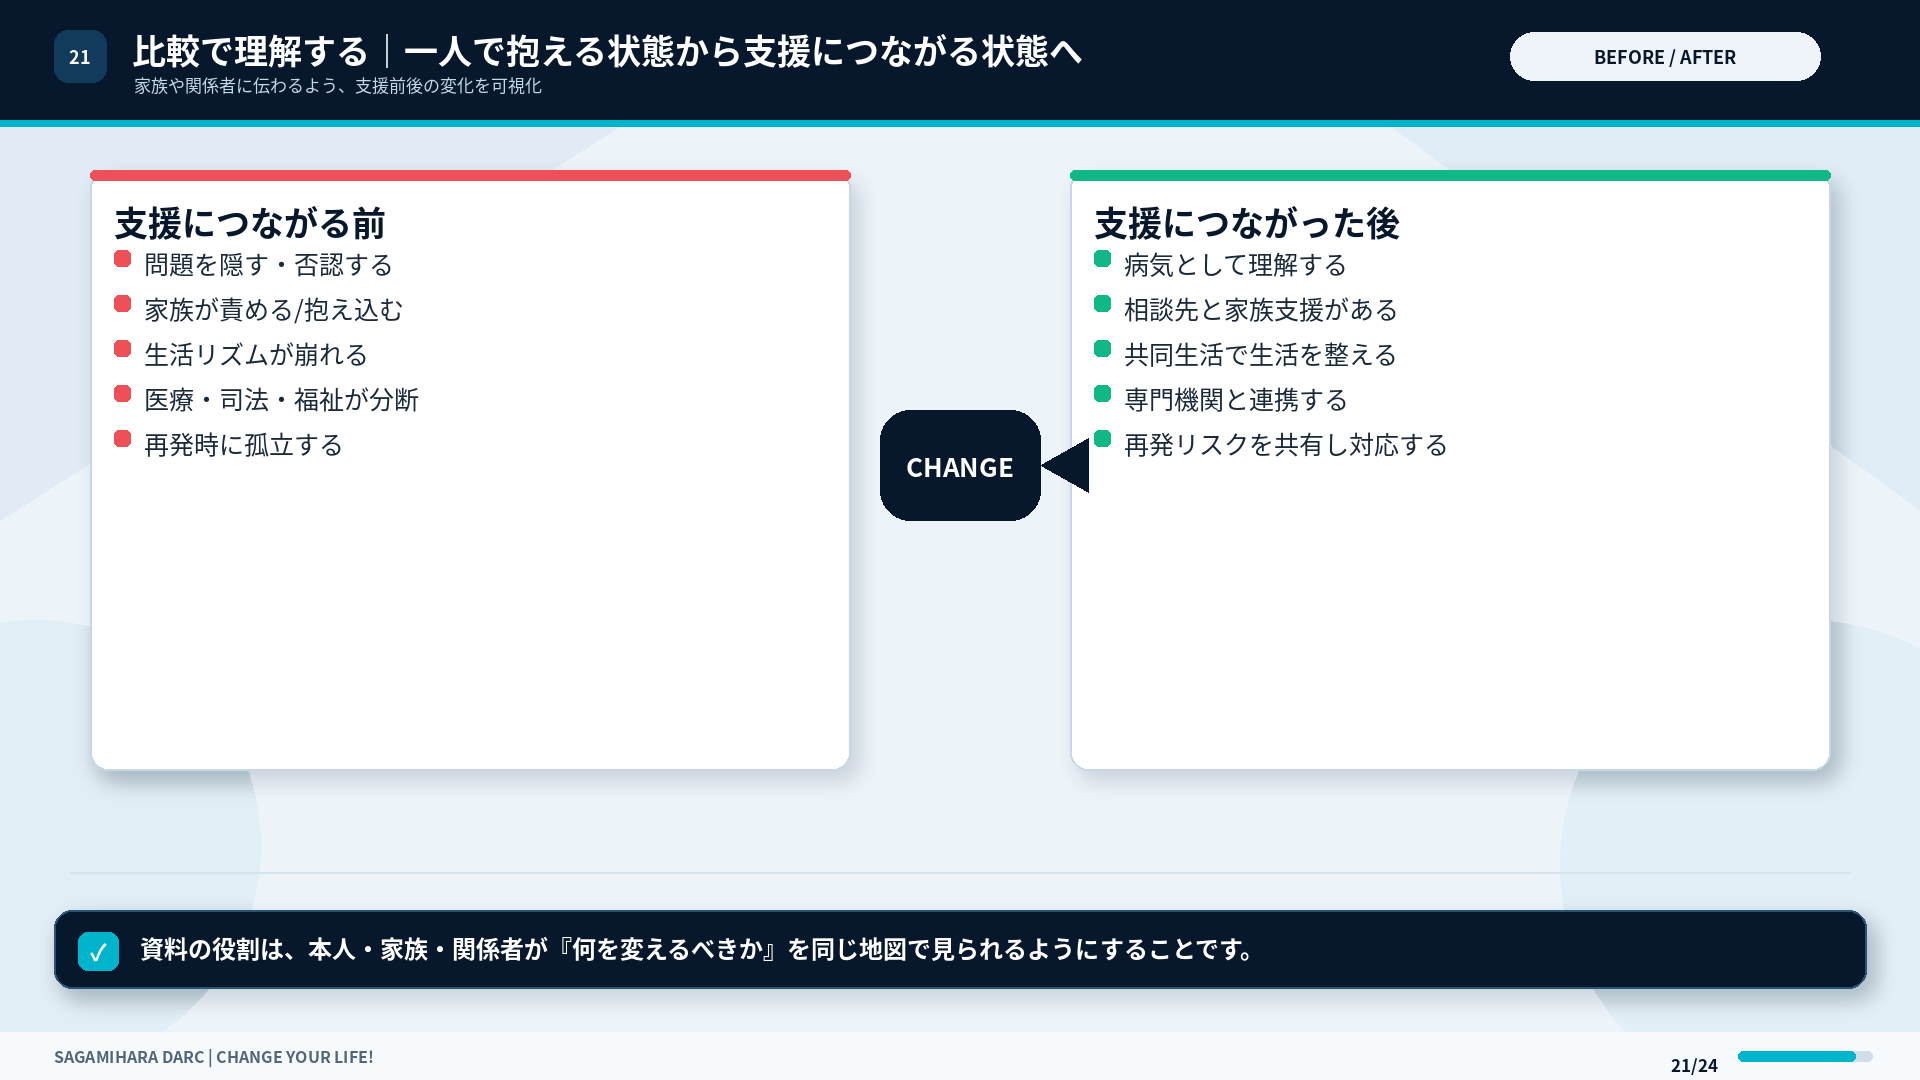 21
比較で理解する｜一人で抱える状態から支援につながる状態へ
家族や関係者に伝わるよう、支援前後の変化を可視化
BEFORE / AFTER
支援につながる前
問題を隠す・否認する
家族が責める/抱え込む
生活リズムが崩れる
医療・司法・福祉が分断
再発時に孤立する
CHANGE
支援につながった後
病気として理解する
相談先と家族支援がある
共同生活で生活を整える
専門機関と連携する
再発リスクを共有し対応する
✓ 資料の役割は、本人・家族・関係者が『何を変えるべきか』を同じ地図で見られるようにすることです。
SAGAMIHARA DARC | CHANGE YOUR LIFE!
21/24